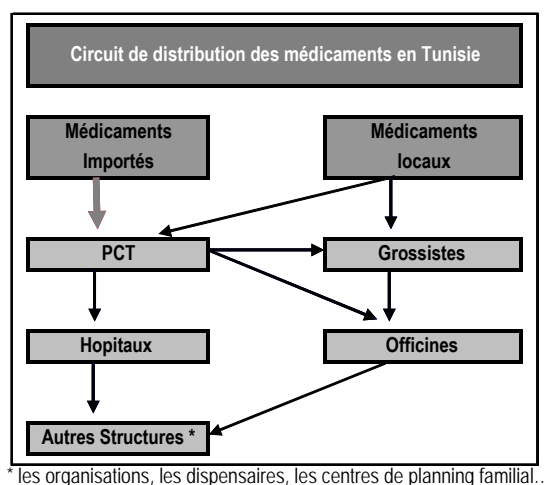 Circuit de distribution des médicaments en Tunisie
Médicaments
Importés
Médicaments
locaux
PCT
Grossistes
Hopitaux
Officines
Autres Structures *
* les organisations, les dispensaires, les centres de planning familial..